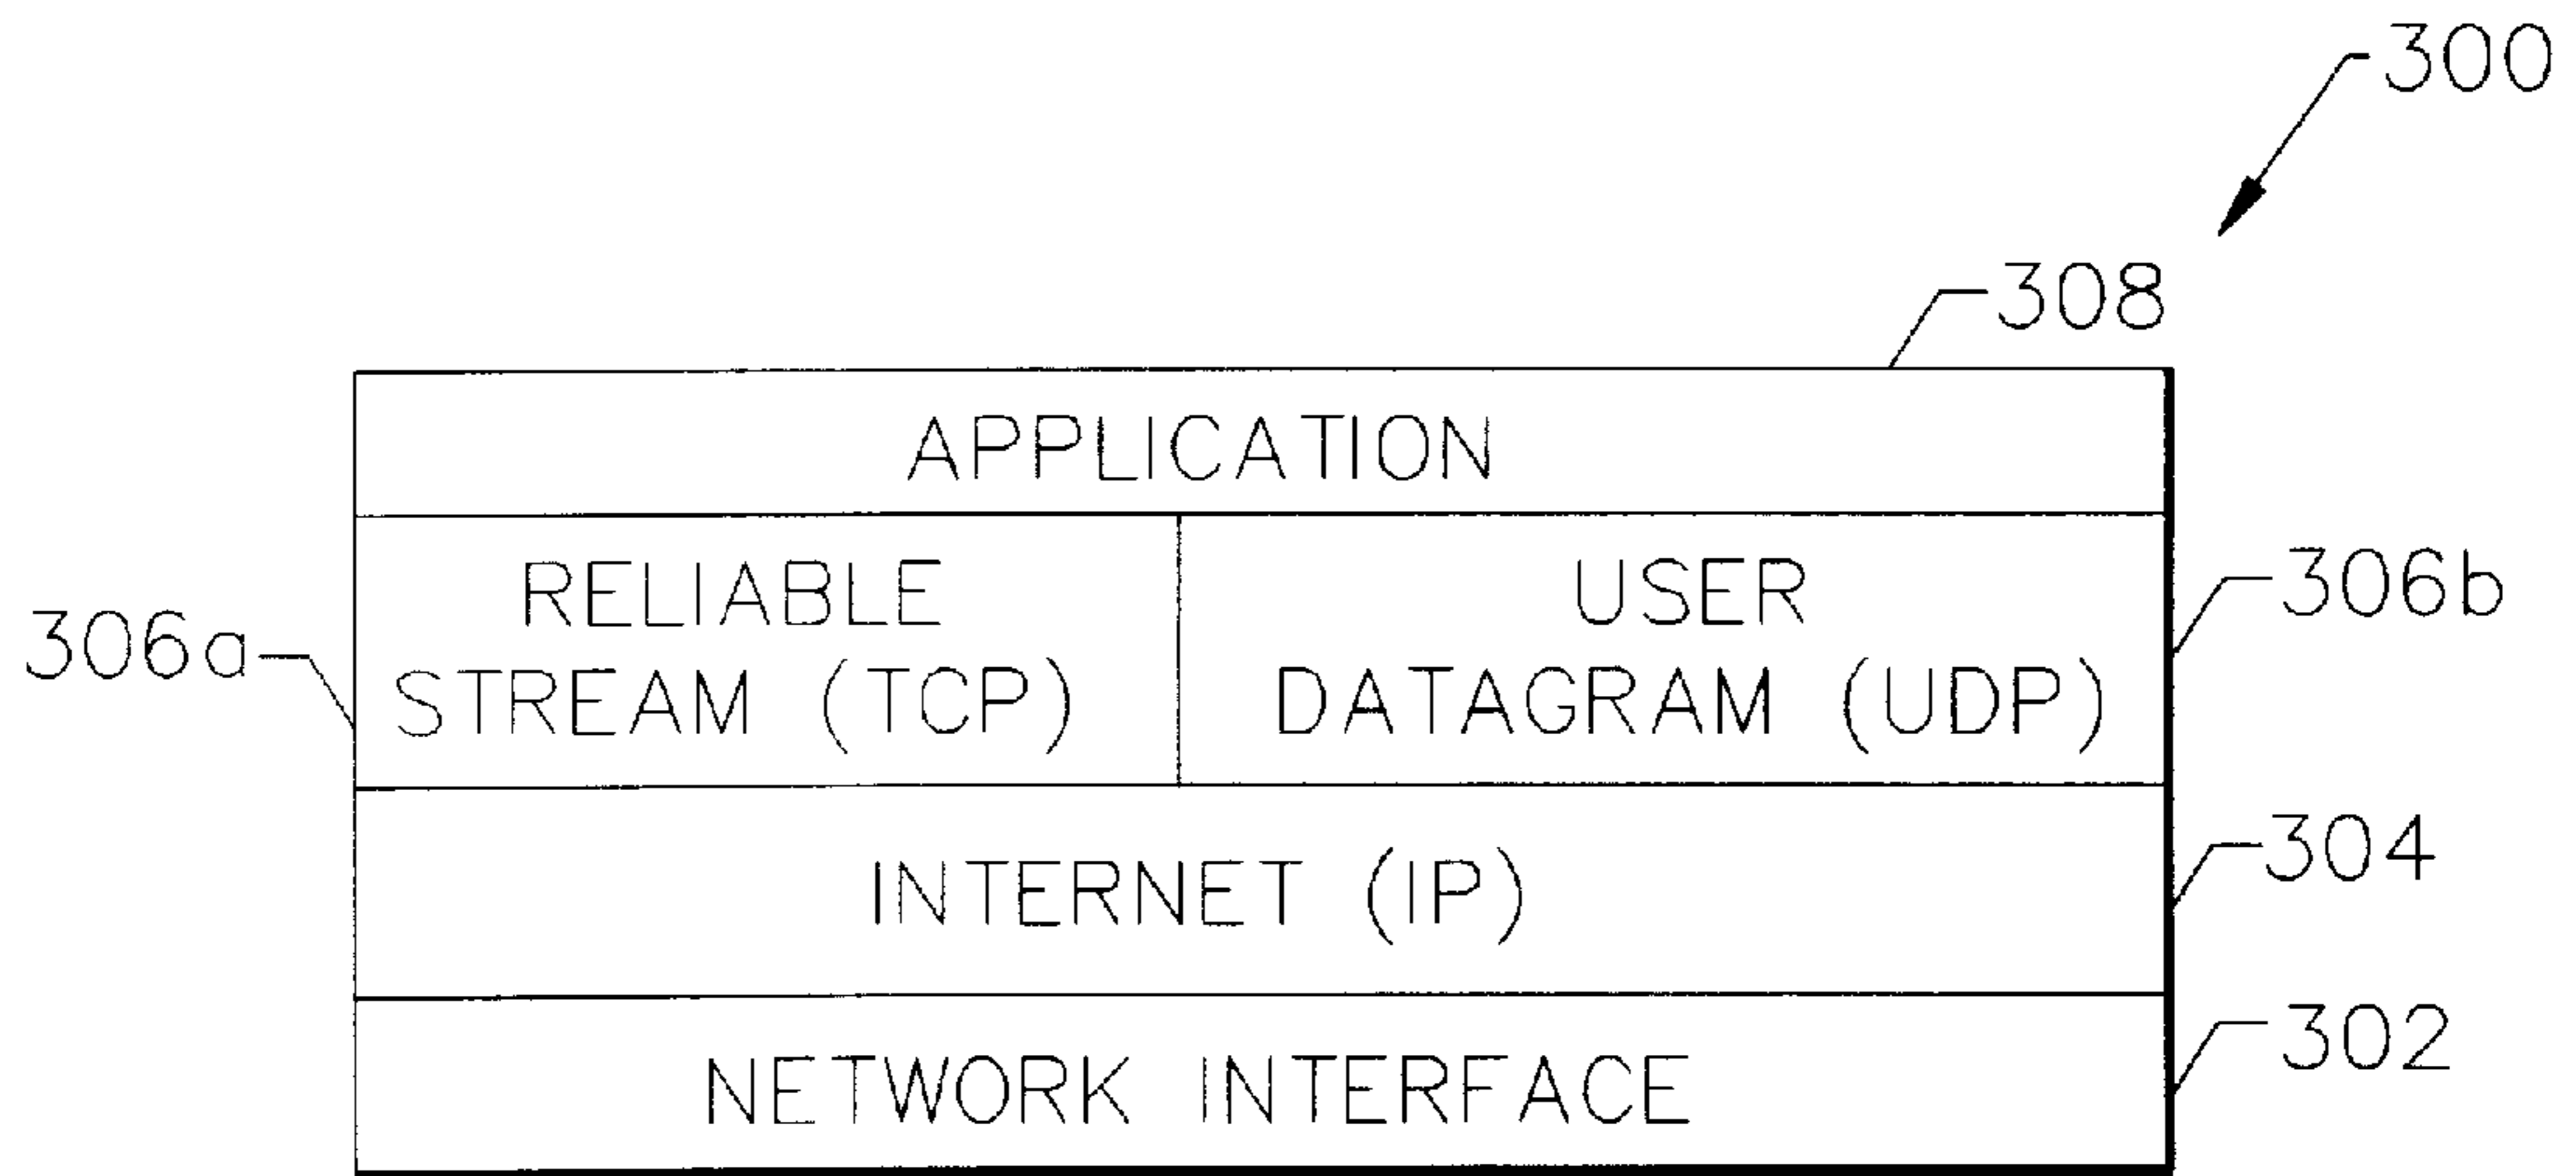 300
308
APPLICATION
RELIABLE
STREAM (TCP)
306a
USER
DATAGRAM (UDP)
306b
INTERNET (IP)
304
NETWORK INTERFACE
302